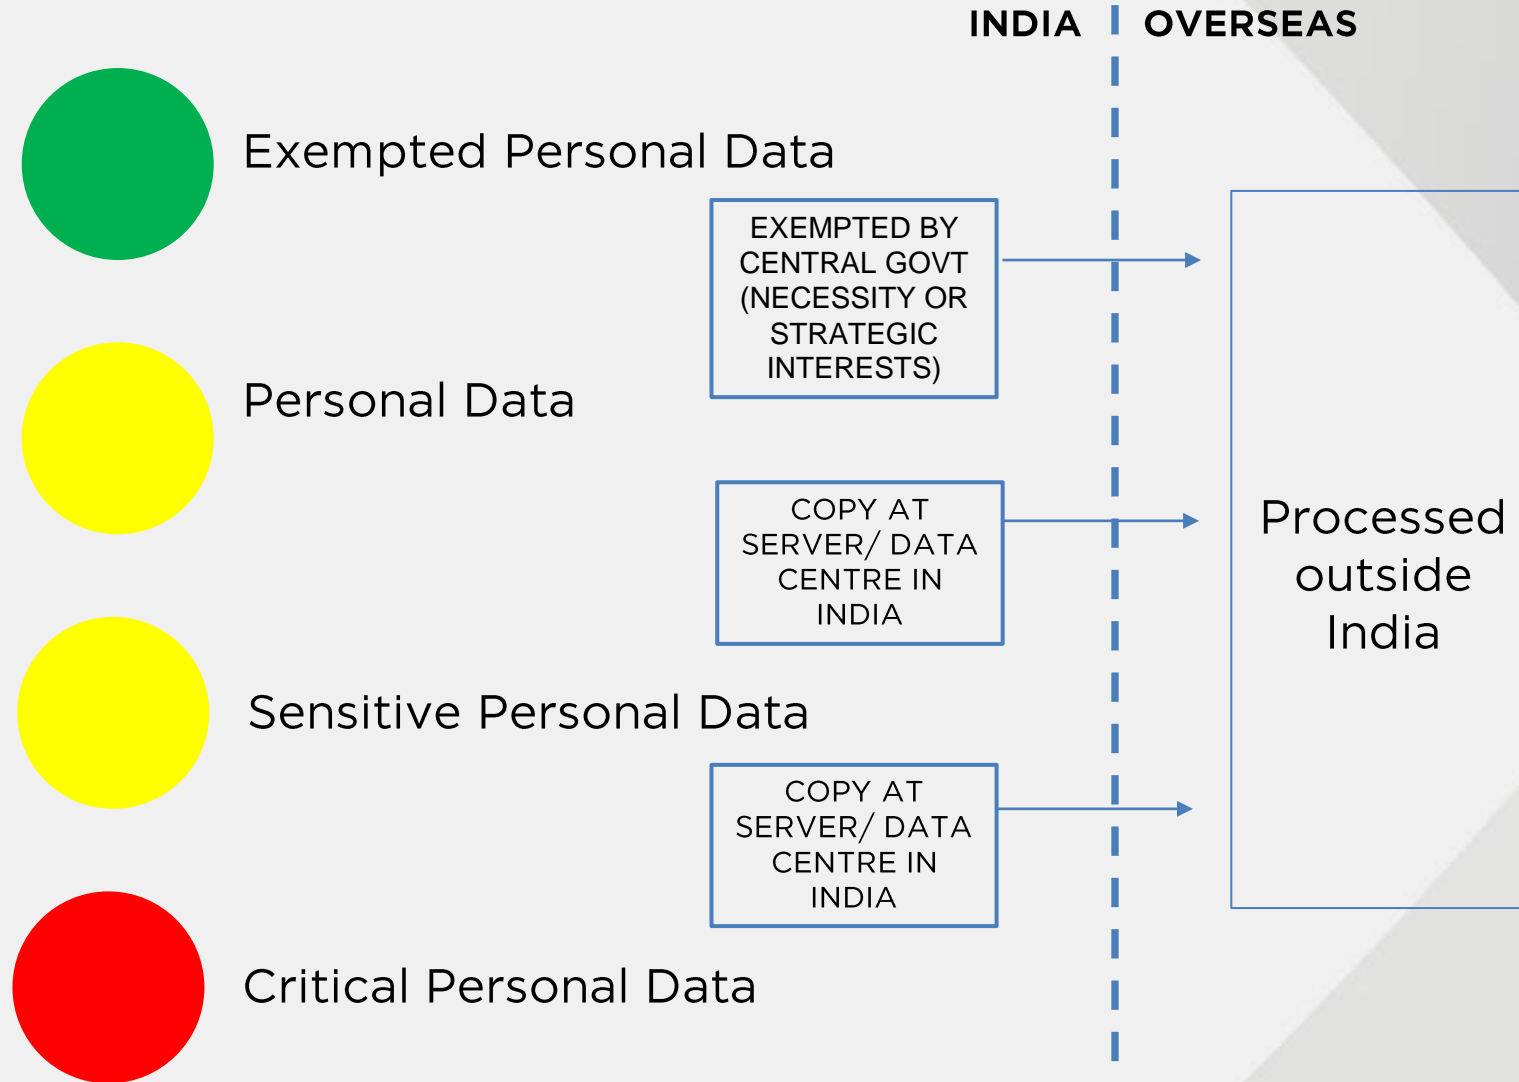 INDIA
OVERSEAS
Exempted Personal Data
EXEMPTED BY
CENTRAL GOVT
(NECESSITY OR
STRATEGIC
INTERESTS)
Personal Data
COPY AT
SERVER/ DATA
CENTRE IN
INDIA
Processed
outside
India
Sensitive Personal Data
COPY AT
SERVER/ DATA
CENTRE IN
INDIA
Critical Personal Data